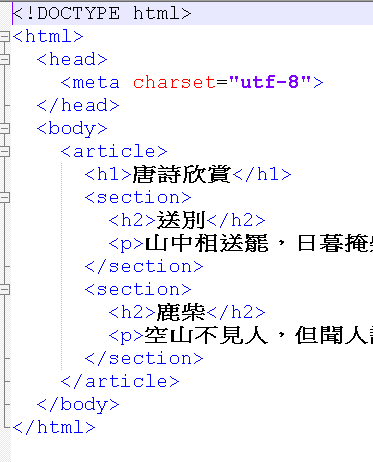 <!DOCTYPE html>
<html>
<head>
<meta charset="utf-8">
</head>
<body>
<article>
<h1>唐詩欣賞</h1>
<section>
<h2>送別</h2>
<p>山中相送罷，日暮掩
</section>
<section>
<h2>鹿柴</h2>
<p>空山不見人，但聞人
</section>
</article>
</body>
</html>